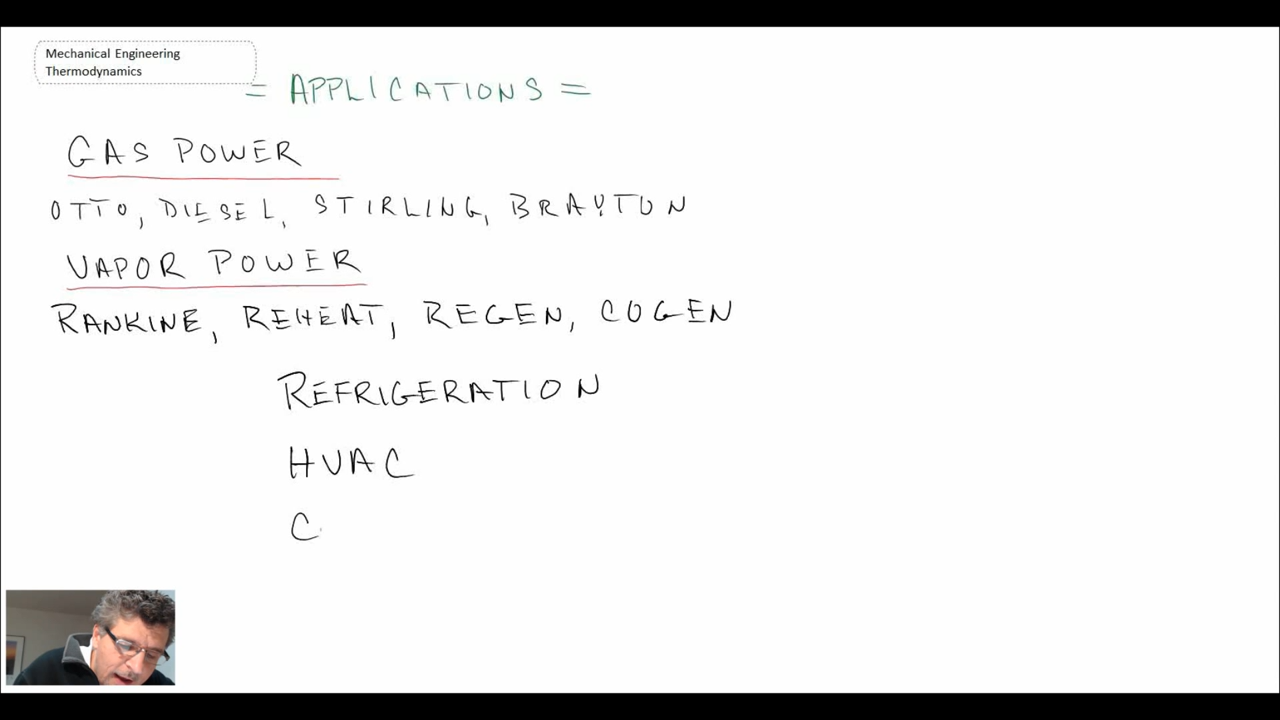 Mechanical Engineering
Thermodynamics
= APPLICATIONS =
GAS POWER
OTTO, DIESEL, STIRLING, BRAYTON
VAPOR POWER
RANKINE, REHEAT, REGEN, COGEN
REFRIGERATION
HVAC
C